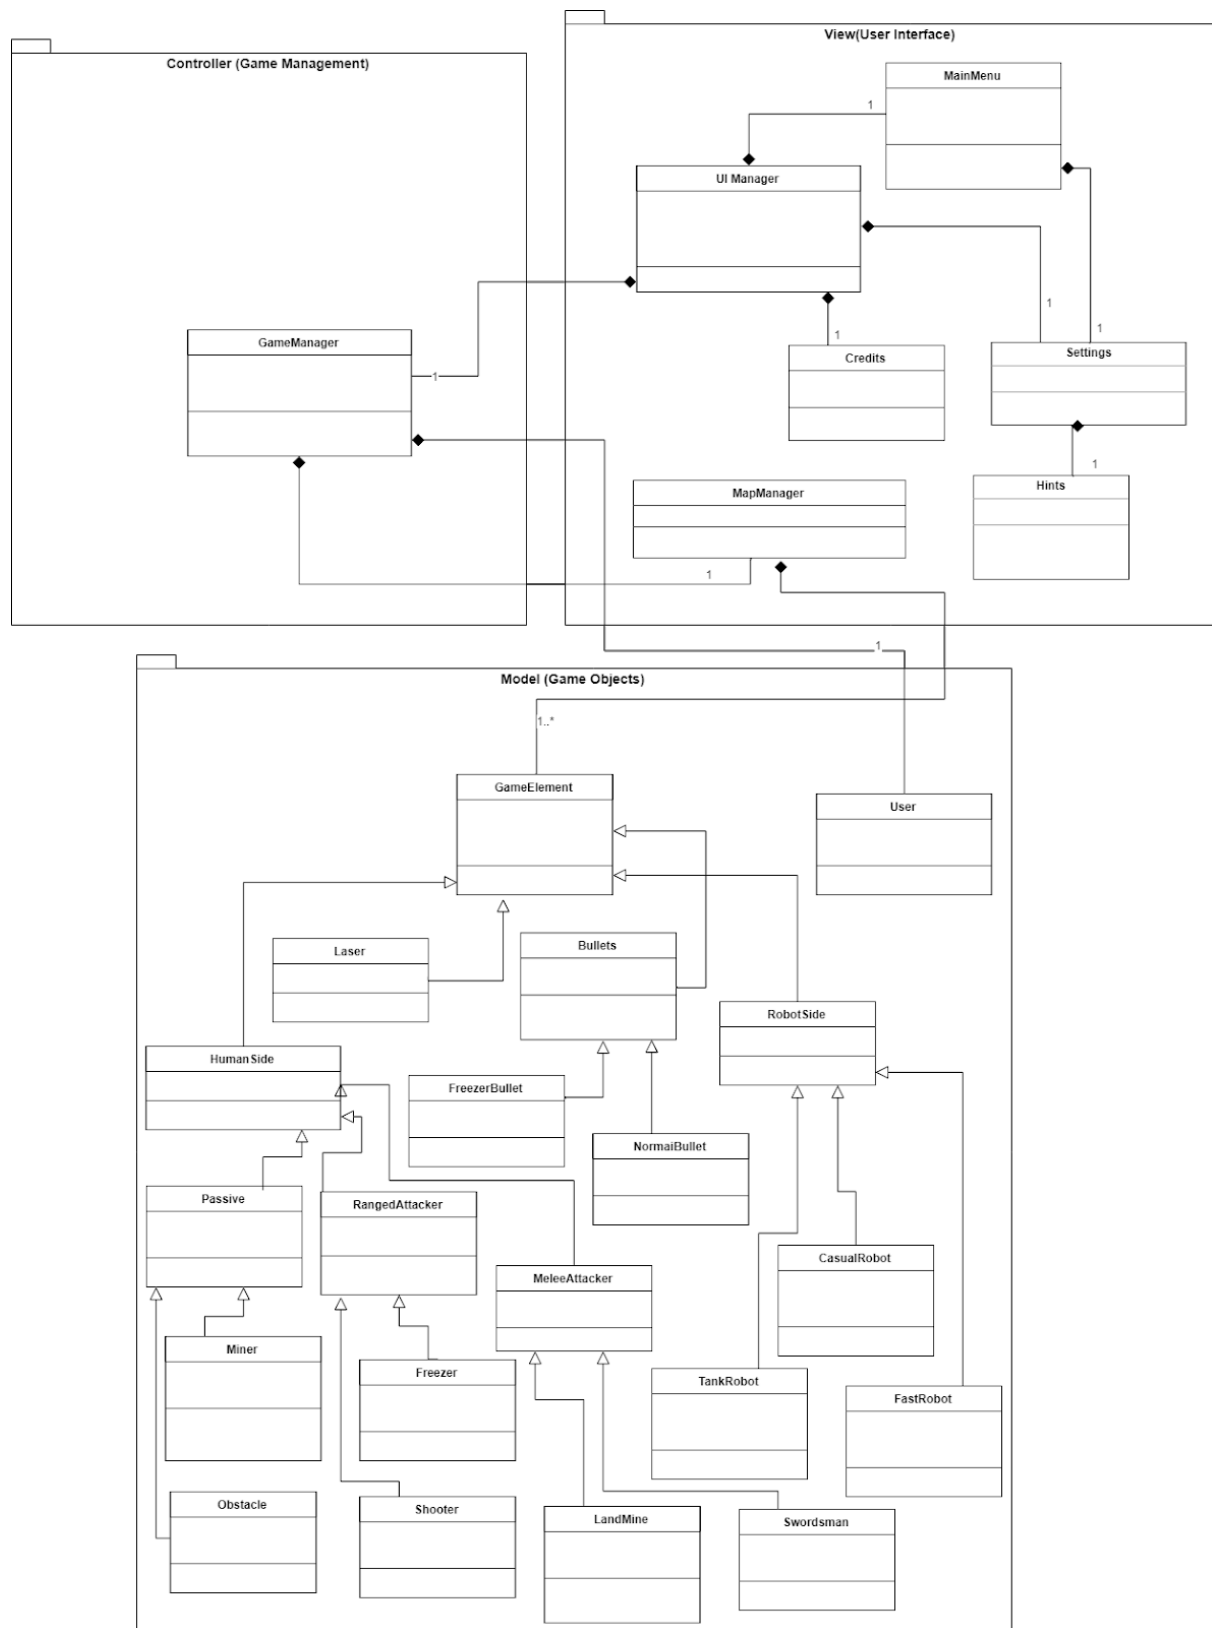 View(User Interface)
Controller (Game Management)
MainMenu
1
UI Manager
1
1
GameManager
1
1
Credits
Settings
1
Hints
MapManager
1
1
Model (Game Objects)
1..*
GameElement
User
Laser
Bullets
RobotSide
HumanSide
FreezerBullet
NormalBullet
Passive
RangedAttacker
CasualRobot
MeleeAttacker
Miner
Freezer
TankRobot
FastRobot
Obstacle
Shooter
LandMine
Swordsman